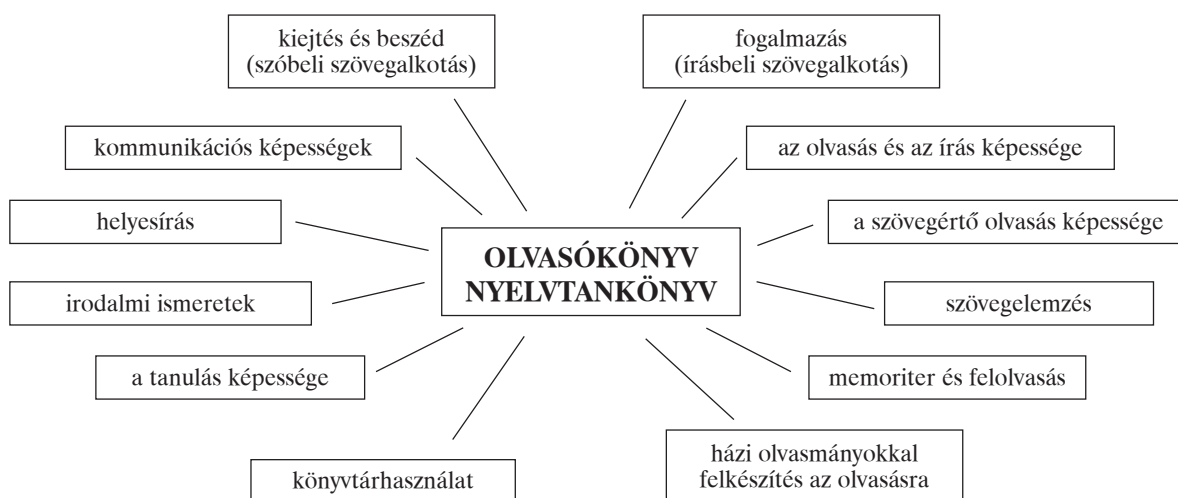 kiejtés és beszéd
(szóbeli szövegalkotás)
fogalmazás
(írásbeli szövegalkotás)
kommunikációs képességek
az olvasás és az írás képessége
helyesírás
a szövegértő olvasás képessége
OLVASÓKÖNYV
NYELVTANKÖNYV
irodalmi ismeretek
szövegelemzés
a tanulás képessége
memoriter és felolvasás
könyvtárhasználat
házi olvasmányokkal
felkészítés az olvasásra